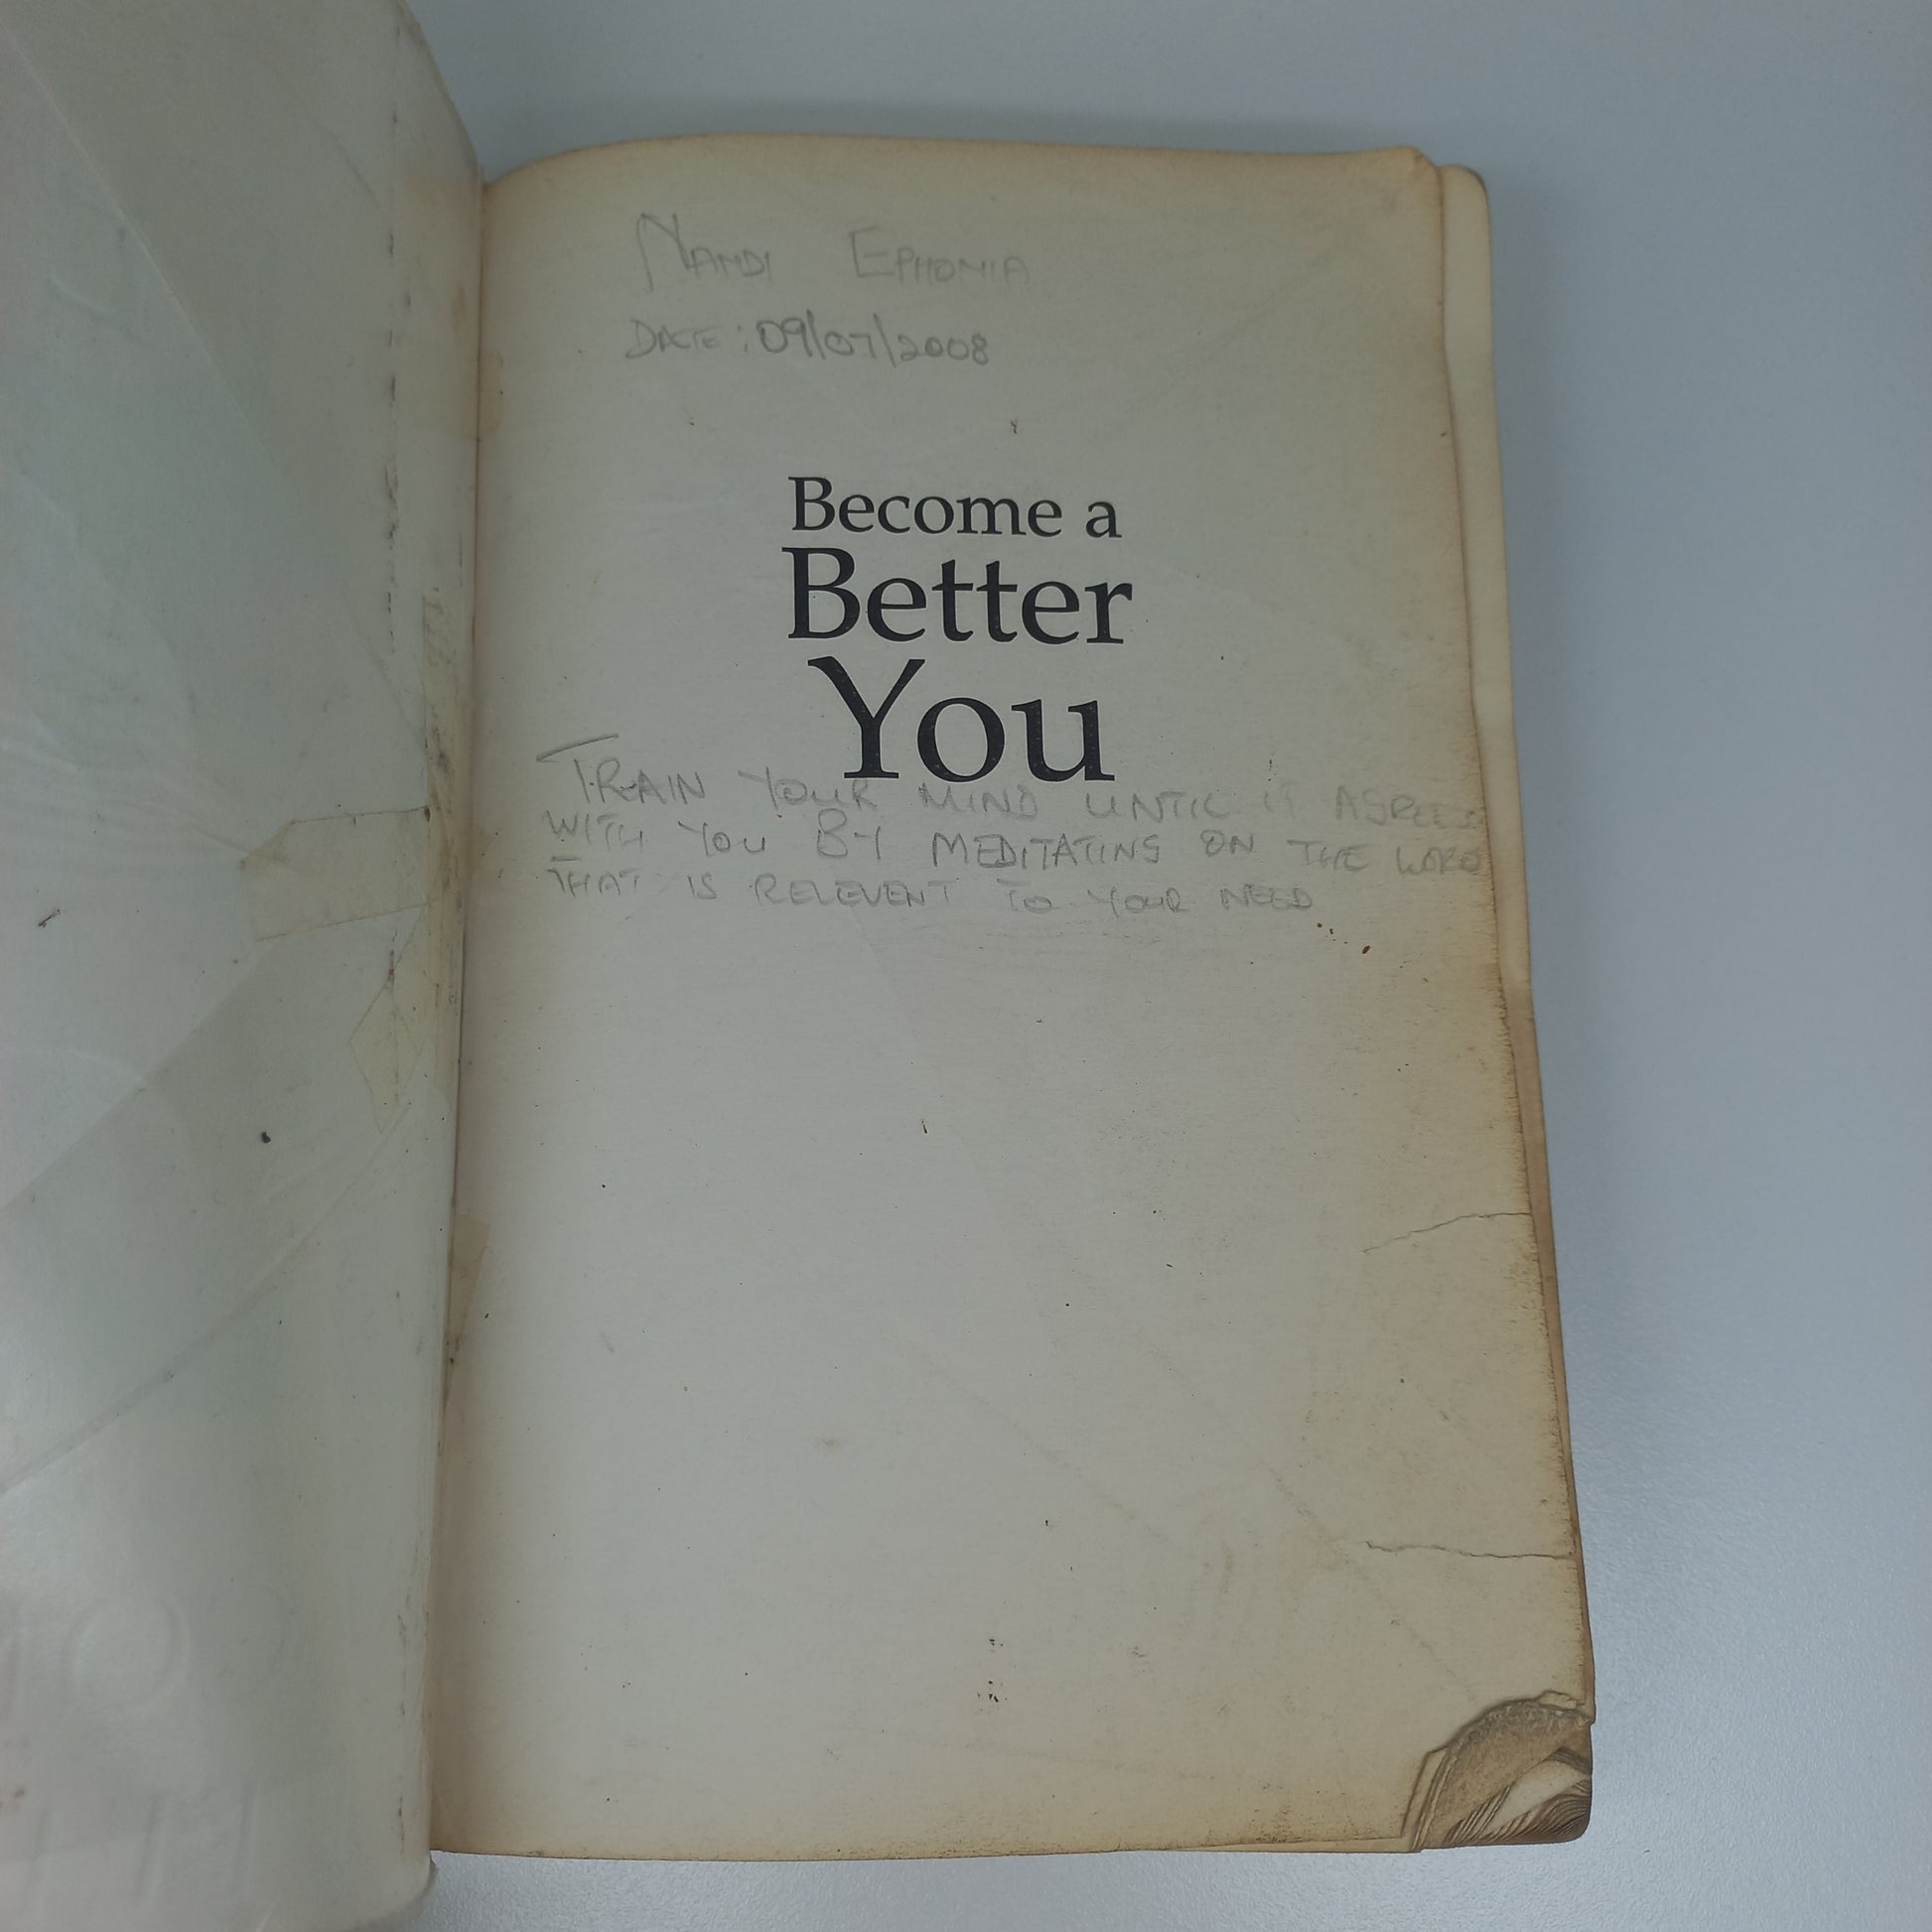 NANDI EPHONIA
DATE: 09/07/2008
Become a
Better
You
TRAIN YOUR MIND UNTIL IT AGREES
WITH YOU BY MEDITATING ON THE WORD
THAT IS RELEVENT TO YOUR NEED